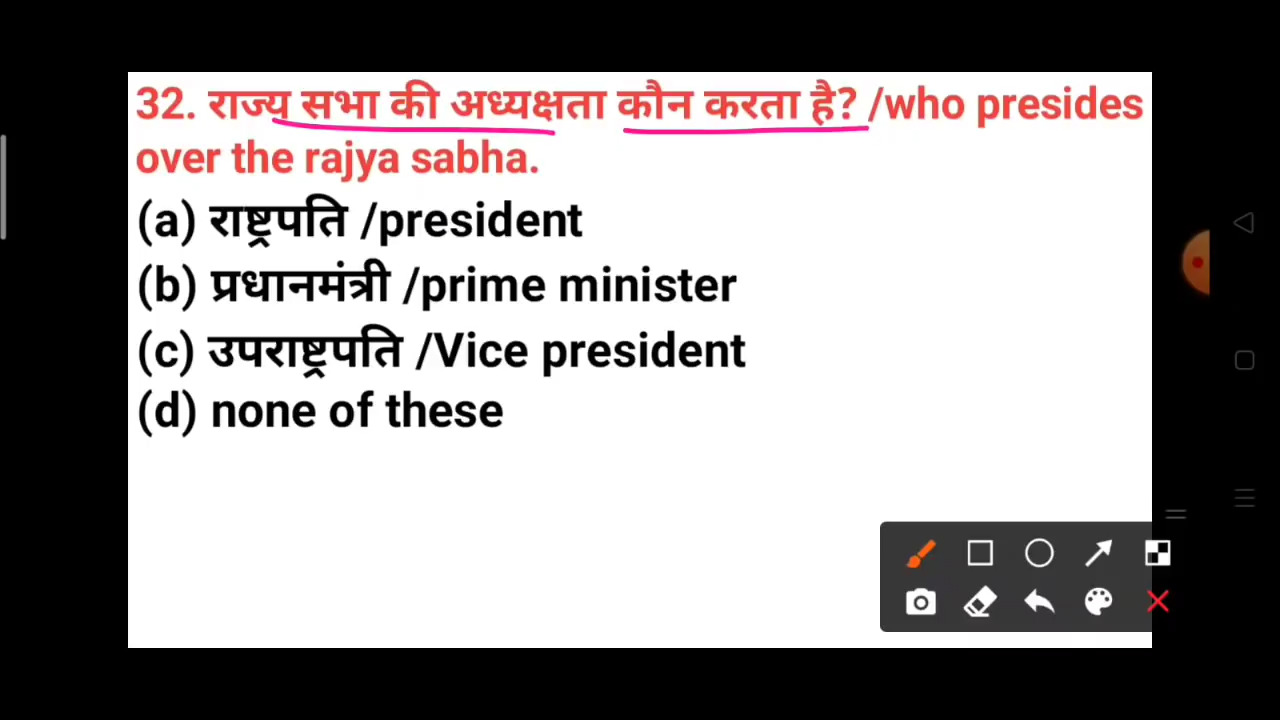 32. राज्य सभा की अध्यक्षता कौन करता है? /who presides
over the rajya sabha.
(a) राष्ट्रपति /president
(b) प्रधानमंत्री /prime minister
(c) उपराष्ट्रपति /Vice president
(d) none of these